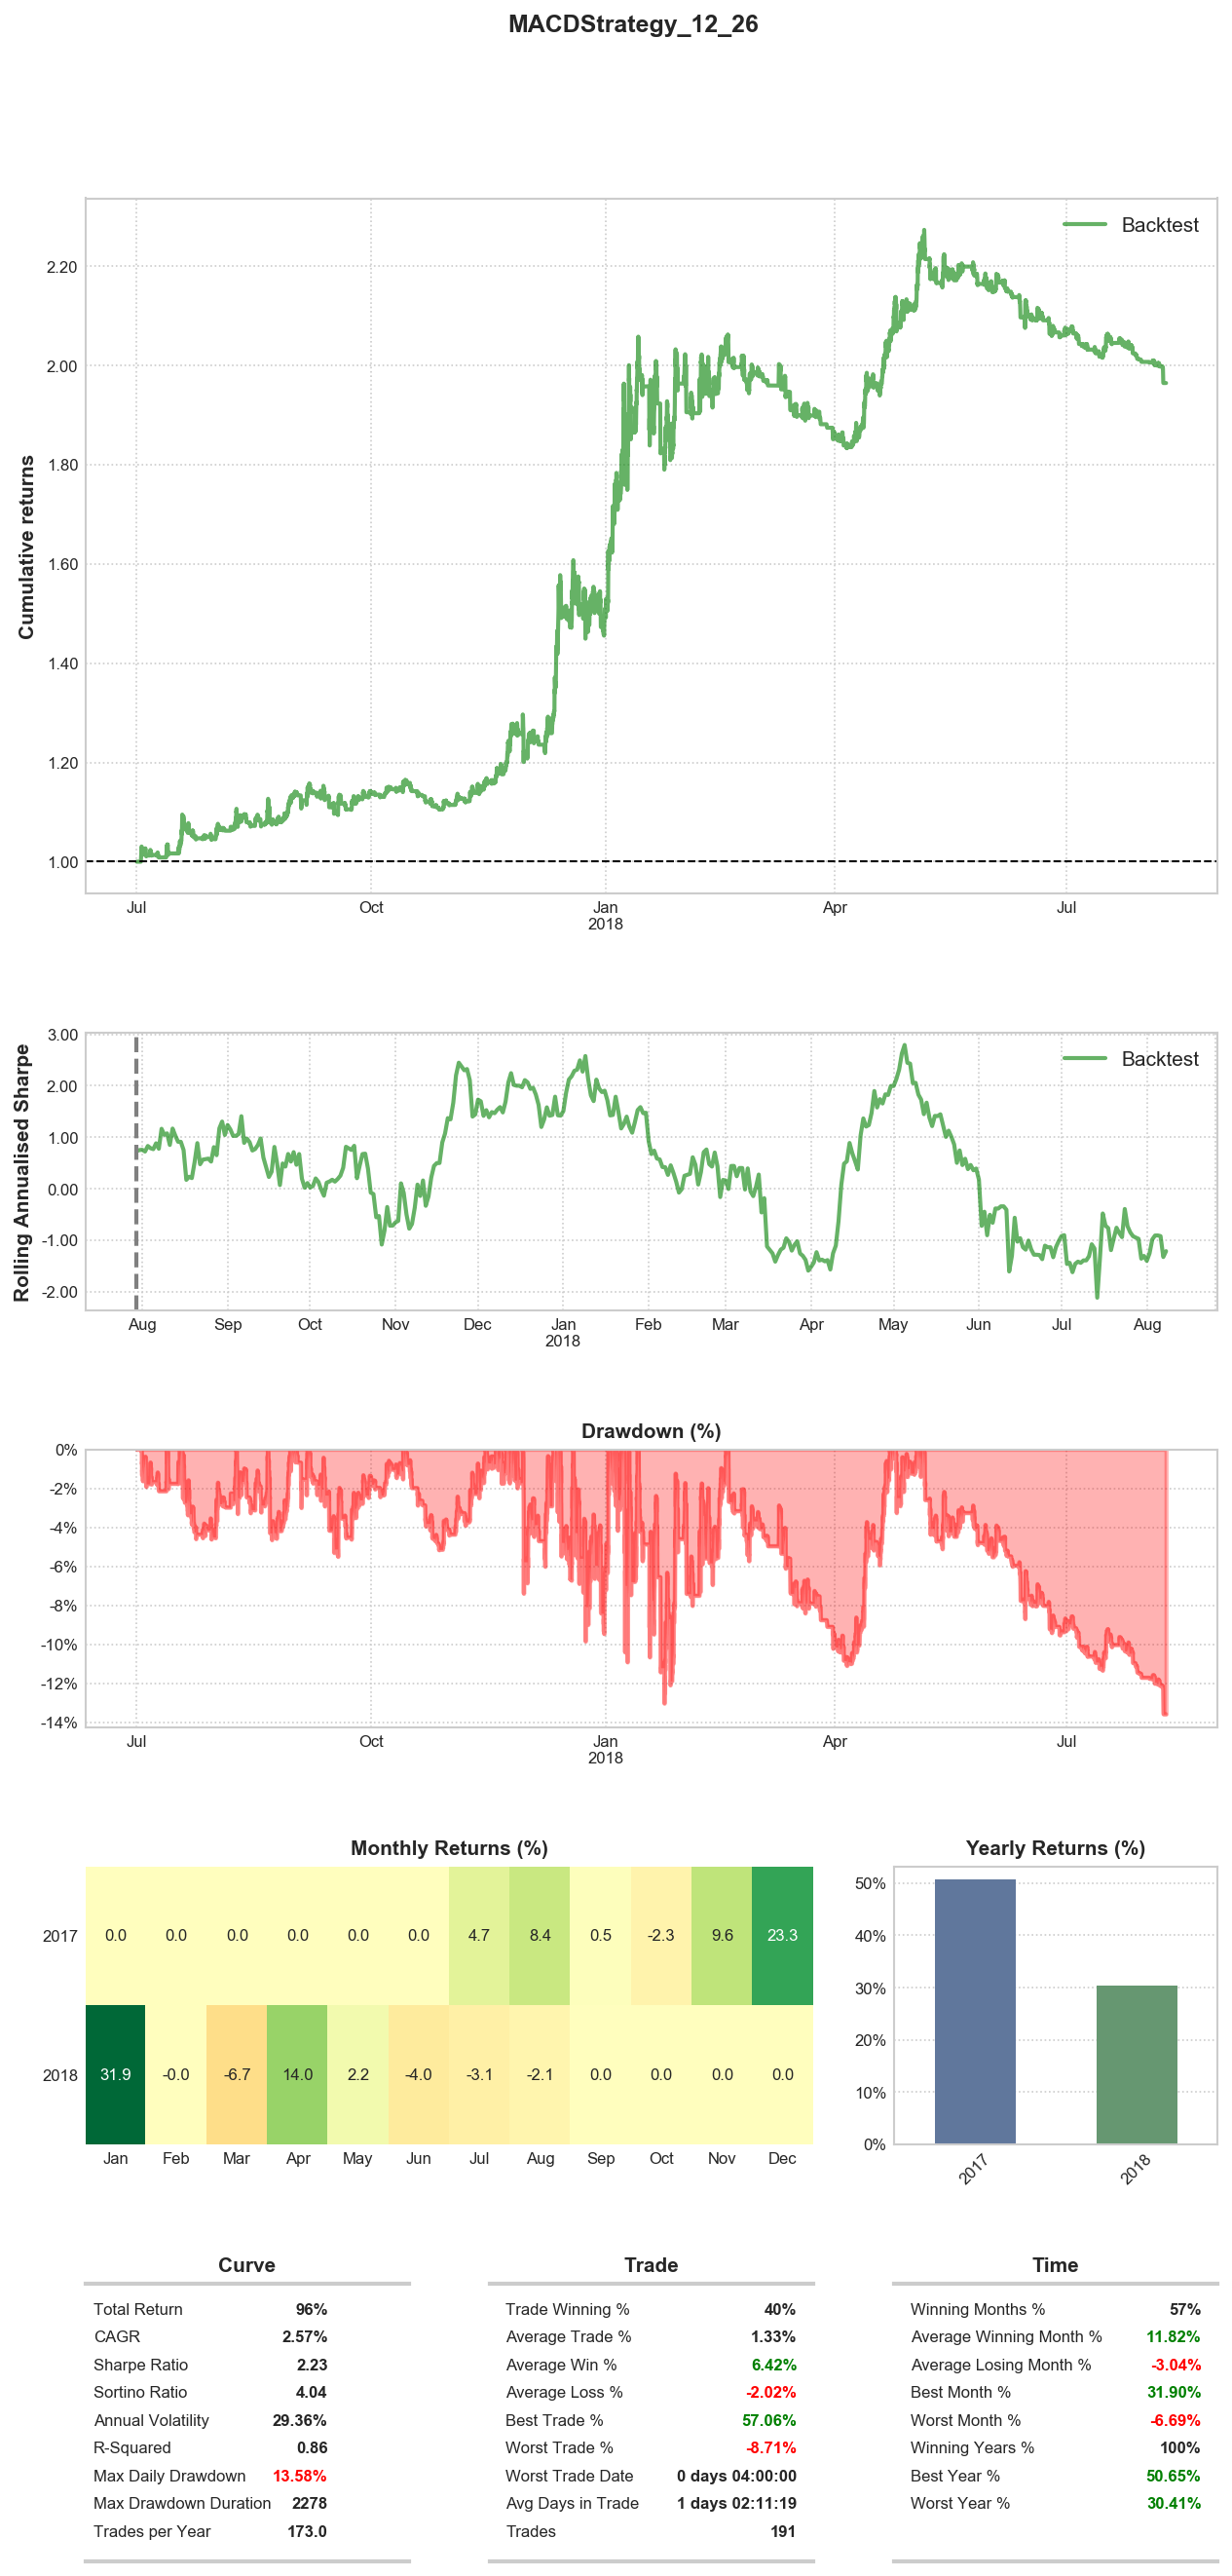 MACDStrategy_12_26
Backtest
Cumulative returns
2.20
2.00
1.80
1.60
1.40
1.20
1.00
Jul Oct Jan Apr Jul
2018
Backtest
Rolling Annualised Sharpe
3.00
2.00
1.00
0.00
-1.00
-2.00
Aug Sep Oct Nov Dec Jan Feb Mar Apr May Jun Jul Aug
2018
Drawdown (%)
0%
-2%
-4%
-6%
-8%
-10%
-12%
-14%
Jul Oct Jan Apr Jul
2018
Monthly Returns (%)
2017 0.0 0.0 0.0 0.0 0.0 0.0 4.7 8.4 0.5 -2.3 9.6 23.3
2018 31.9 -0.0 -6.7 14.0 2.2 -4.0 -3.1 -2.1 0.0 0.0 0.0 0.0
Jan Feb Mar Apr May Jun Jul Aug Sep Oct Nov Dec
Yearly Returns (%)
50%
40%
30%
20%
10%
0%
2017 2018
Curve
Total Return 96%
CAGR 2.57%
Sharpe Ratio 2.23
Sortino Ratio 4.04
Annual Volatility 29.36%
R-Squared 0.86
Max Daily Drawdown 13.58%
Max Drawdown Duration 2278
Trades per Year 173.0
Trade
Trade Winning % 40%
Average Trade % 1.33%
Average Win % 6.42%
Average Loss % -2.02%
Best Trade % 57.06%
Worst Trade % -8.71%
Worst Trade Date 0 days 04:00:00
Avg Days in Trade 1 days 02:11:19
Trades 191
Time
Winning Months % 57%
Average Winning Month % 11.82%
Average Losing Month % -3.04%
Best Month % 31.90%
Worst Month % -6.69%
Winning Years % 100%
Best Year % 50.65%
Worst Year % 30.41%